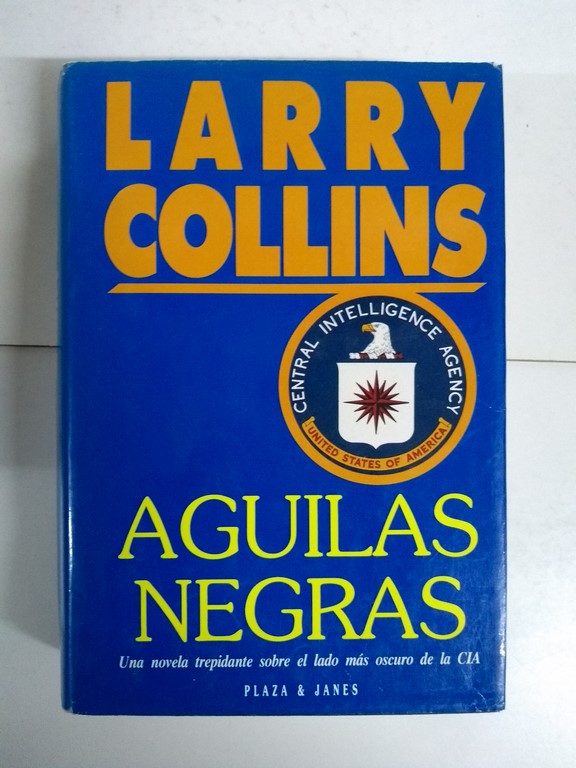 LARRY
COLLINS
CENTRAL INTELLIGENCE AGENCY
UNITED STATES OF AMERICA
AGUILAS
NEGRAS
Una novela trepidante sobre el lado más oscuro de la CIA
PLAZA & JANES